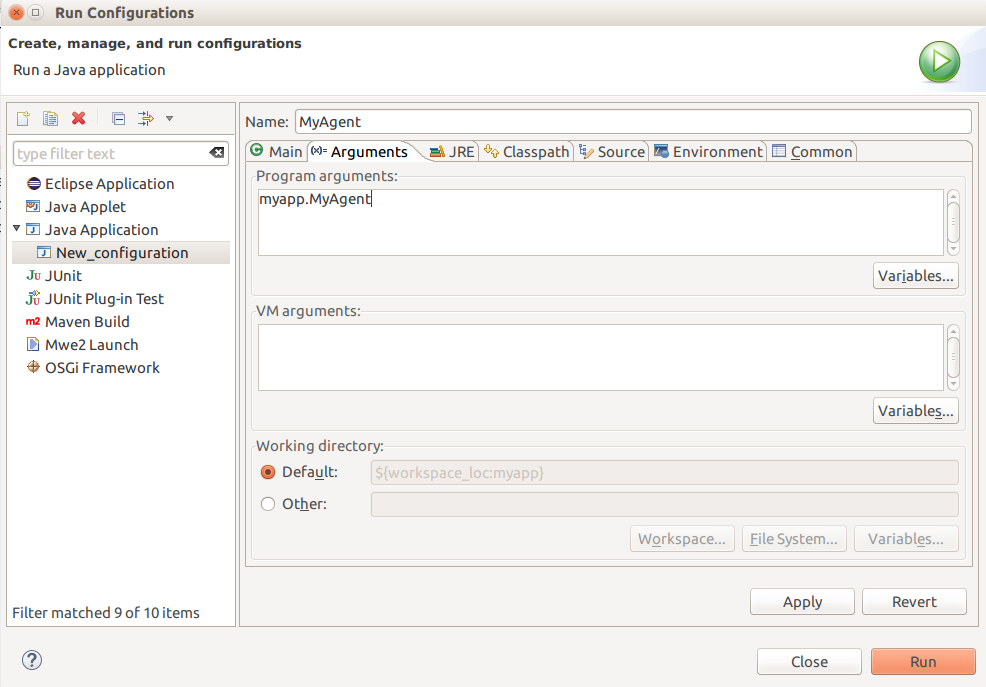 Run Configurations
Create, manage, and run configurations
Run a Java application
type filter text
Eclipse Application
Java Applet
Java Application
New_configuration
JUnit
JUnit Plug-in Test
Maven Build
Mwe2 Launch
OSGi Framework
Filter matched 9 of 10 items
Name: MyAgent
Main (x)= Arguments JRE Classpath Source Environment Common
Program arguments:
myapp.MyAgent
Variables...
VM arguments:
Variables...
Working directory:
Default: ${workspace_loc:myapp}
Other:
Workspace... File System... Variables...
Apply Revert
Close Run